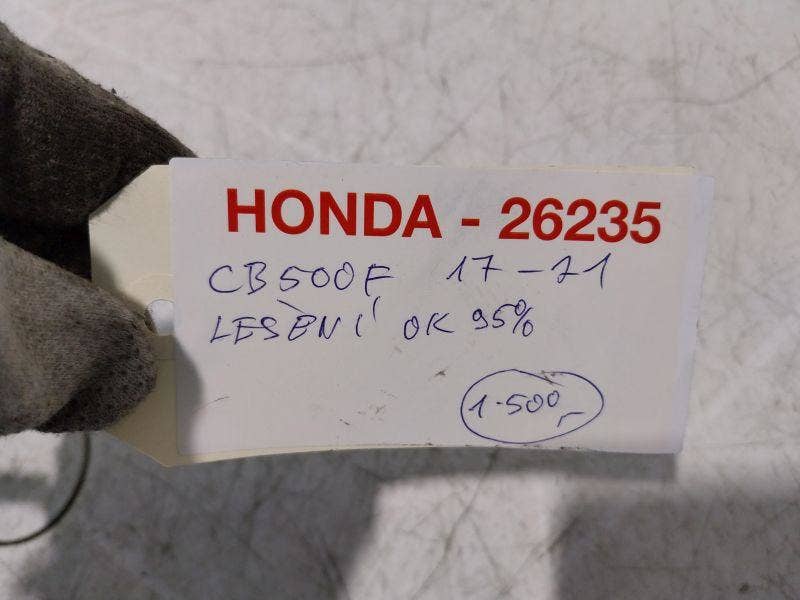 HONDA - 26235
CB500F 17-21
LEŠENÍ OK 95%
1.500,-